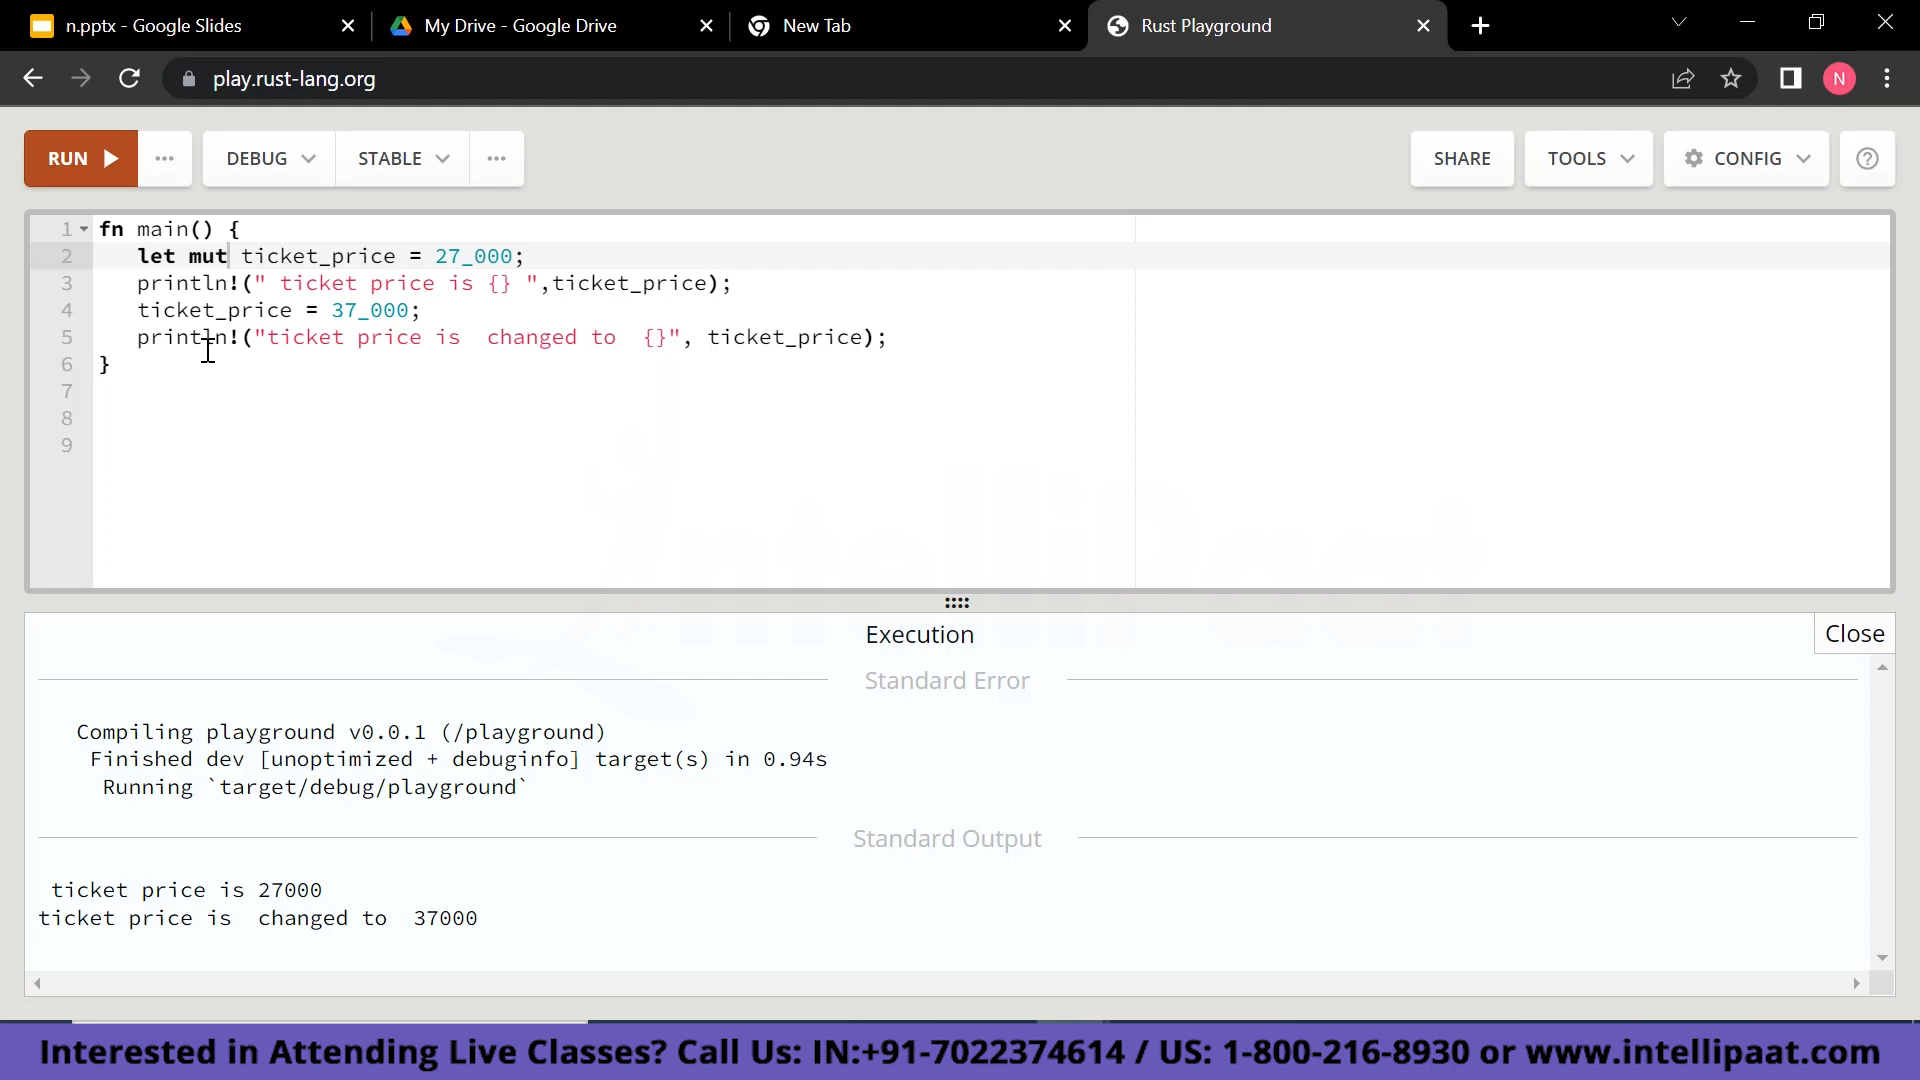 n.pptx - Google Slides
My Drive - Google Drive
New Tab
Rust Playground
play.rust-lang.org
N
RUN
DEBUG
STABLE
SHARE
TOOLS
CONFIG
1 fn main() {
2 let mut ticket_price = 27_000;
3 println!(" ticket price is {} ",ticket_price);
4 ticket_price = 37_000;
5 println!("ticket price is  changed to  {}", ticket_price);
6 }
7
8
9
Execution
Close
Standard Error
Compiling playground v0.0.1 (/playground)
Finished dev [unoptimized + debuginfo] target(s) in 0.94s
Running `target/debug/playground`
Standard Output
ticket price is 27000
ticket price is  changed to  37000
IntelliPaat
Interested in Attending Live Classes? Call Us: IN:+91-7022374614 / US: 1-800-216-8930 or www.intellipaat.com